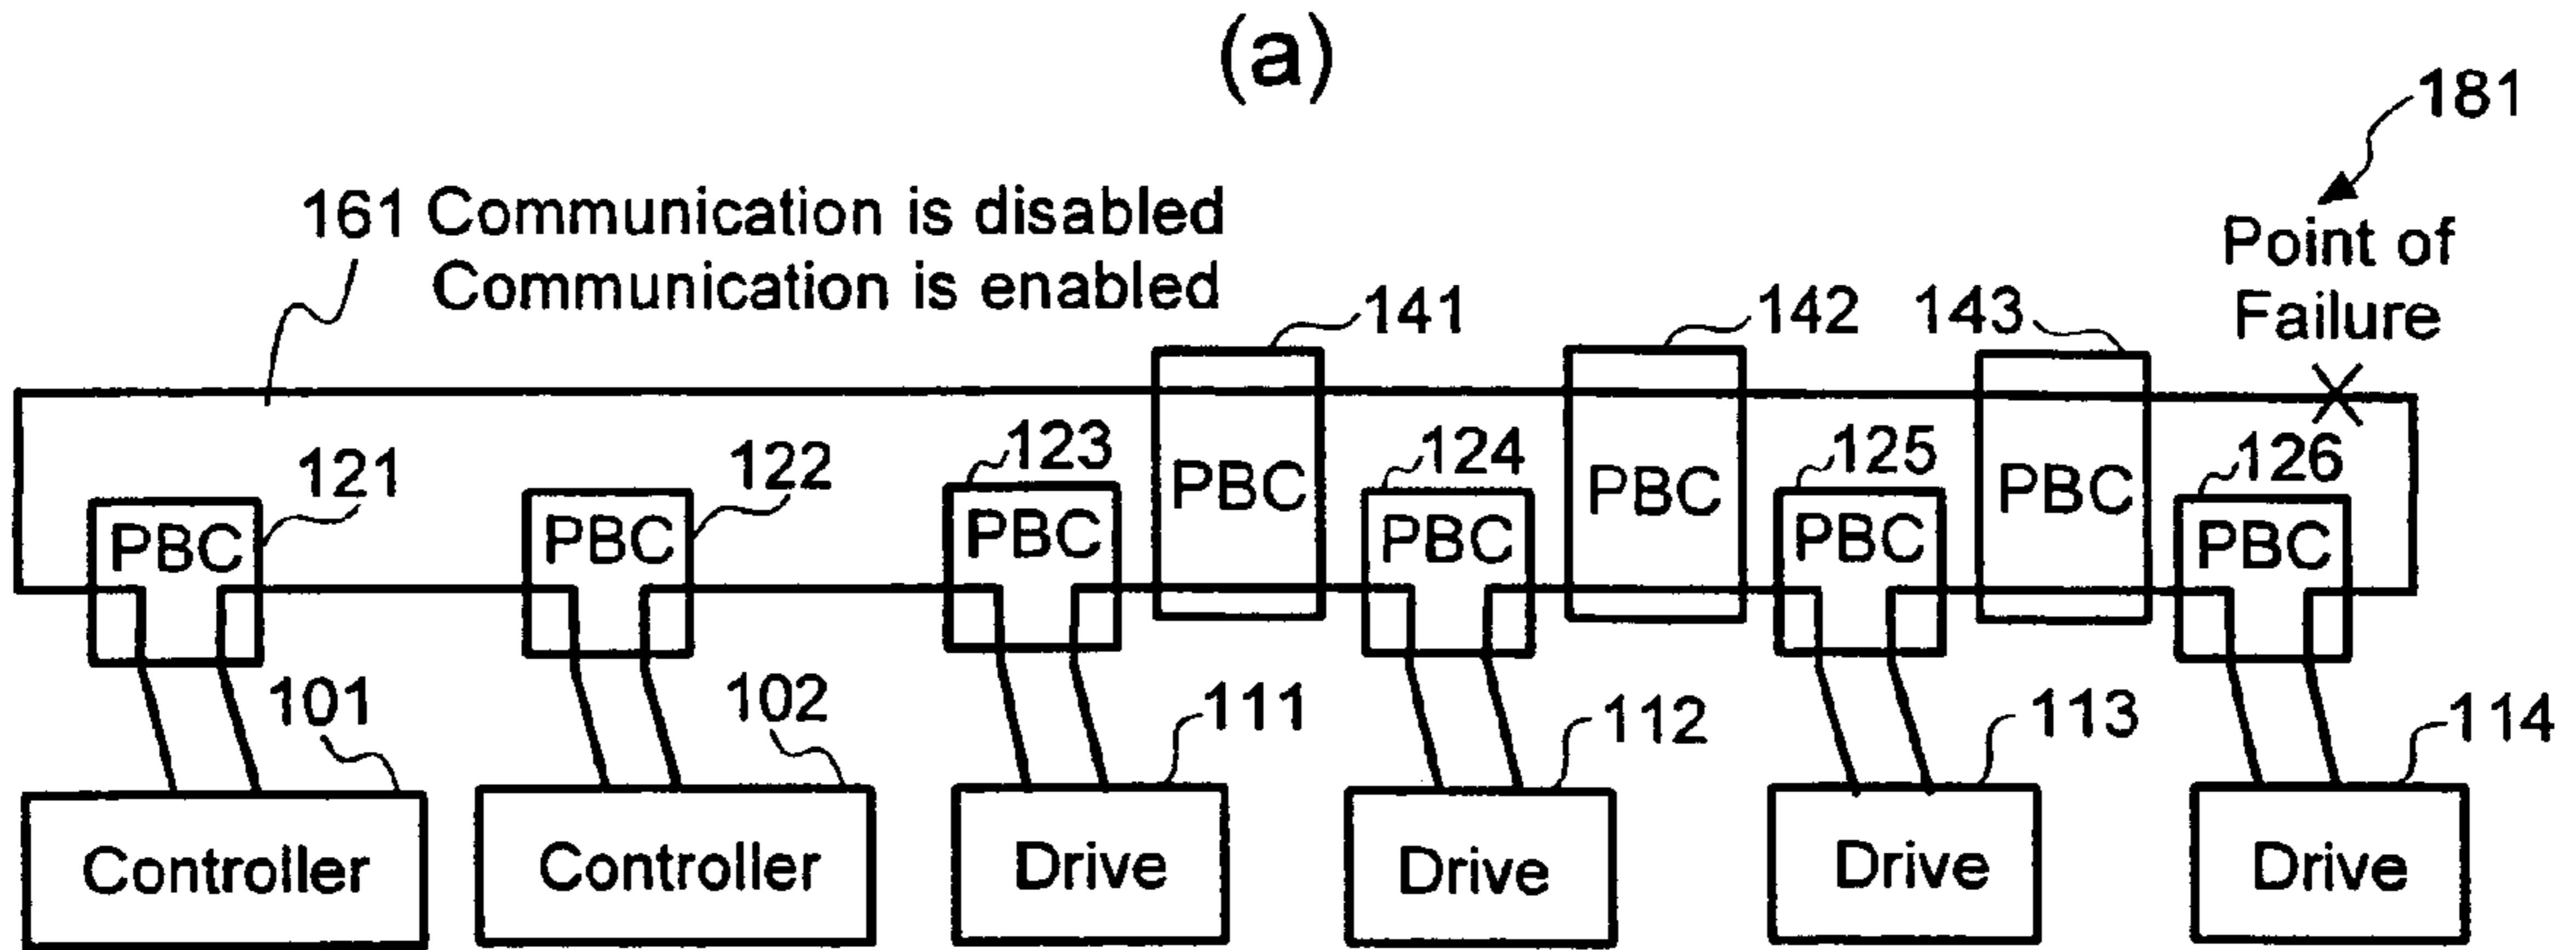 (a)
181
161 Communication is disabled
Communication is enabled
Point of
Failure
141
142
143
121
122
123
124
125
126
PBC
PBC
PBC
PBC
PBC
PBC
PBC
PBC
PBC
101
102
111
112
113
114
Controller
Controller
Drive
Drive
Drive
Drive